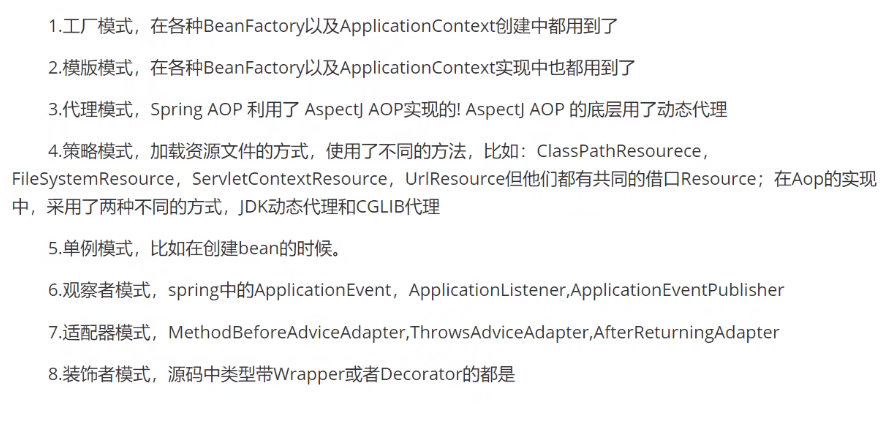 1.工厂模式，在各种BeanFactory以及ApplicationContext创建中都用到了
2.模版模式，在各种BeanFactory以及ApplicationContext实现中也都用到了
3.代理模式，Spring AOP 利用了 AspectJ AOP实现的! AspectJ AOP 的底层用了动态代理
4.策略模式，加载资源文件的方式，使用了不同的方法，比如：ClassPathResourece，
FileSystemResource，ServletContextResource，UrlResource但他们都有共同的借口Resource；在Aop的实现
中，采用了两种不同的方式，JDK动态代理和CGLIB代理
5.单例模式，比如在创建bean的时候。
6.观察者模式，spring中的ApplicationEvent，ApplicationListener,ApplicationEventPublisher
7.适配器模式，MethodBeforeAdviceAdapter,ThrowsAdviceAdapter,AfterReturningAdapter
8.装饰者模式，源码中类型带Wrapper或者Decorator的都是